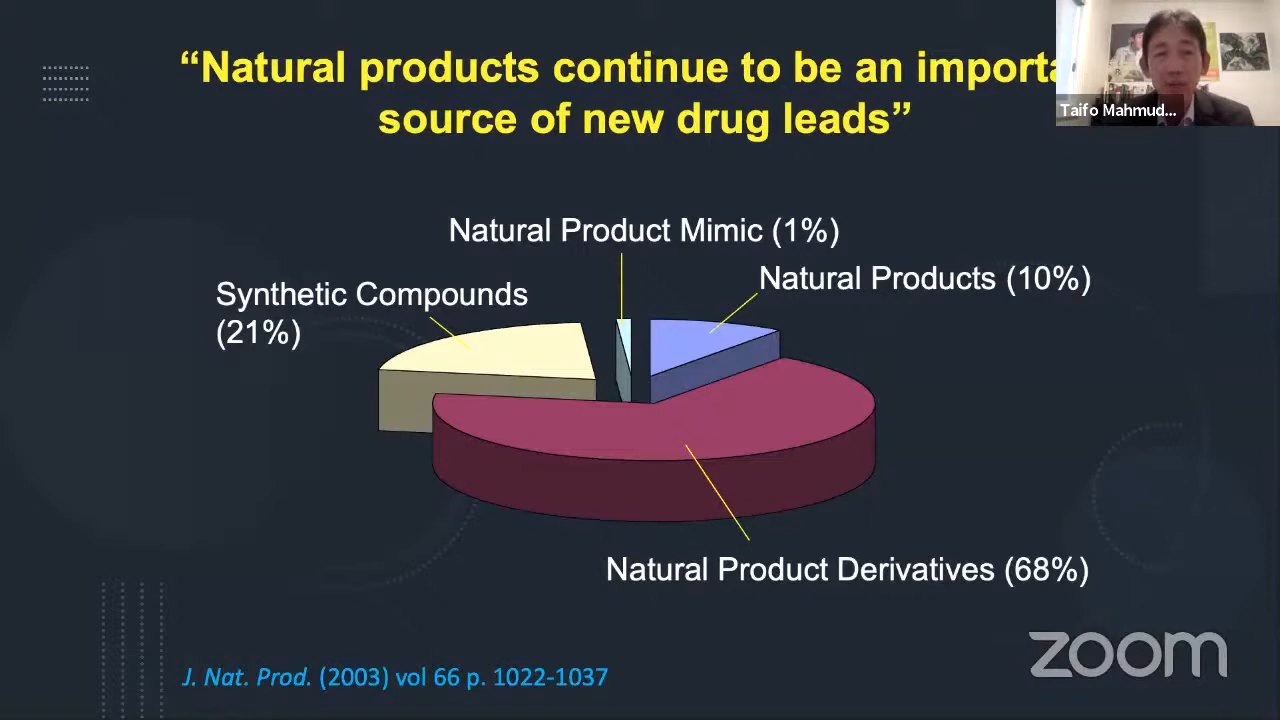 “Natural products continue to be an importa
source of new drug leads”
Taifo Mahmud...
Natural Product Mimic (1%)
Natural Products (10%)
Synthetic Compounds
(21%)
Natural Product Derivatives (68%)
zoom
J. Nat. Prod. (2003) vol 66 p. 1022-1037